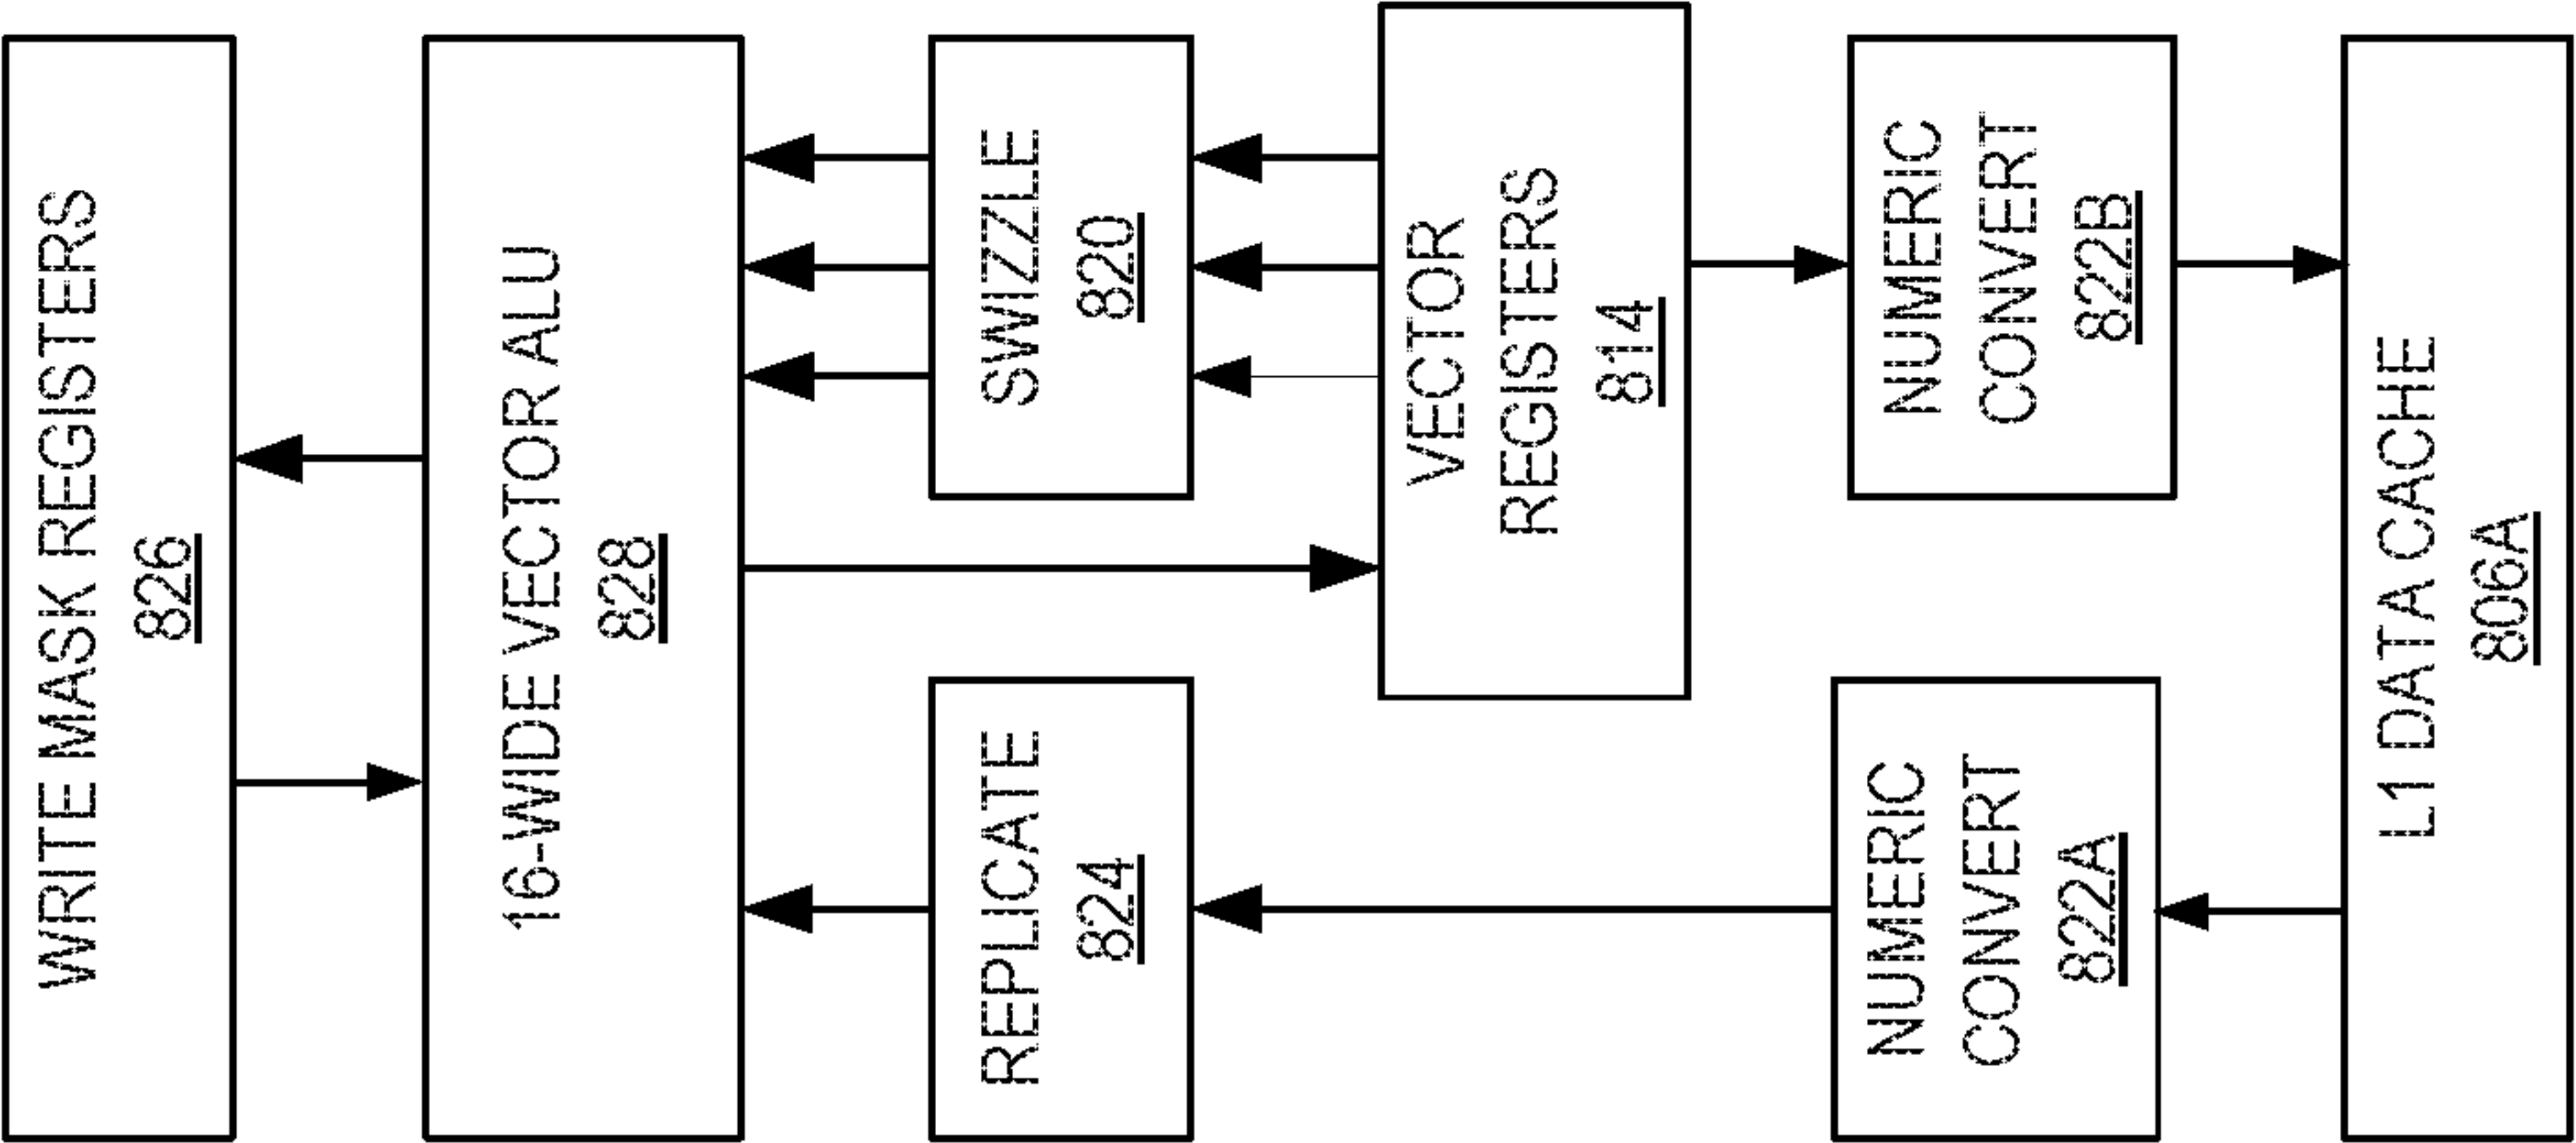 WRITE MASK REGISTERS
826
16-WIDE VECTOR ALU
828
REPLICATE
824
SWIZZLE
820
VECTOR
REGISTERS
814
NUMERIC
CONVERT
822A
NUMERIC
CONVERT
822B
L1 DATA CACHE
806A